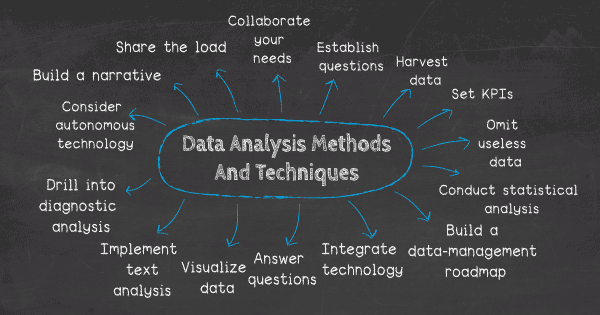 Data Analysis Methods
And Techniques
Collaborate
your
needs
Establish
questions
Harvest
data
Set KPIs
Omit
useless
data
Conduct statistical
analysis
Build a
data-management
roadmap
Integrate
technology
Answer
questions
Visualize
data
Implement
text
analysis
Drill into
diagnostic
analysis
Consider
autonomous
technology
Build a narrative
Share the load